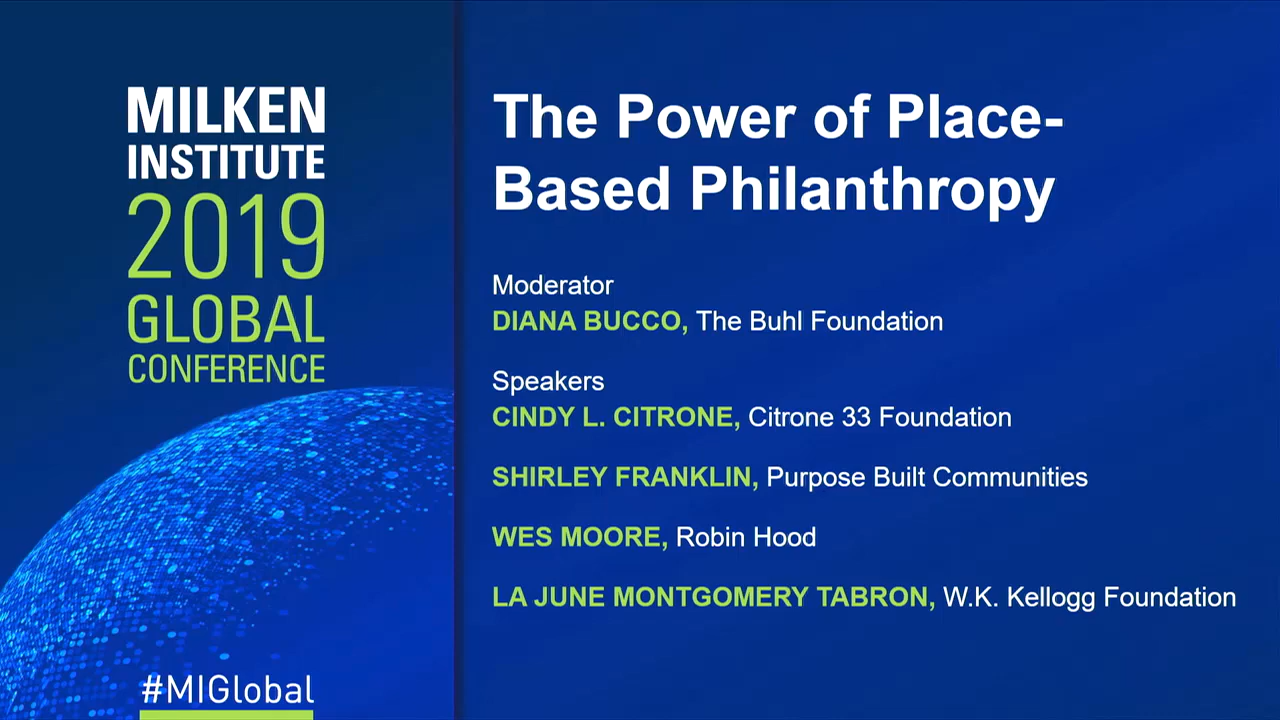 MILKEN
INSTITUTE
2019
GLOBAL
CONFERENCE
#MIGlobal
The Power of Place-
Based Philanthropy
Moderator
DIANA BUCCO, The Buhl Foundation
Speakers
CINDY L. CITRONE, Citrone 33 Foundation
SHIRLEY FRANKLIN, Purpose Built Communities
WES MOORE, Robin Hood
LA JUNE MONTGOMERY TABRON, W.K. Kellogg Foundation